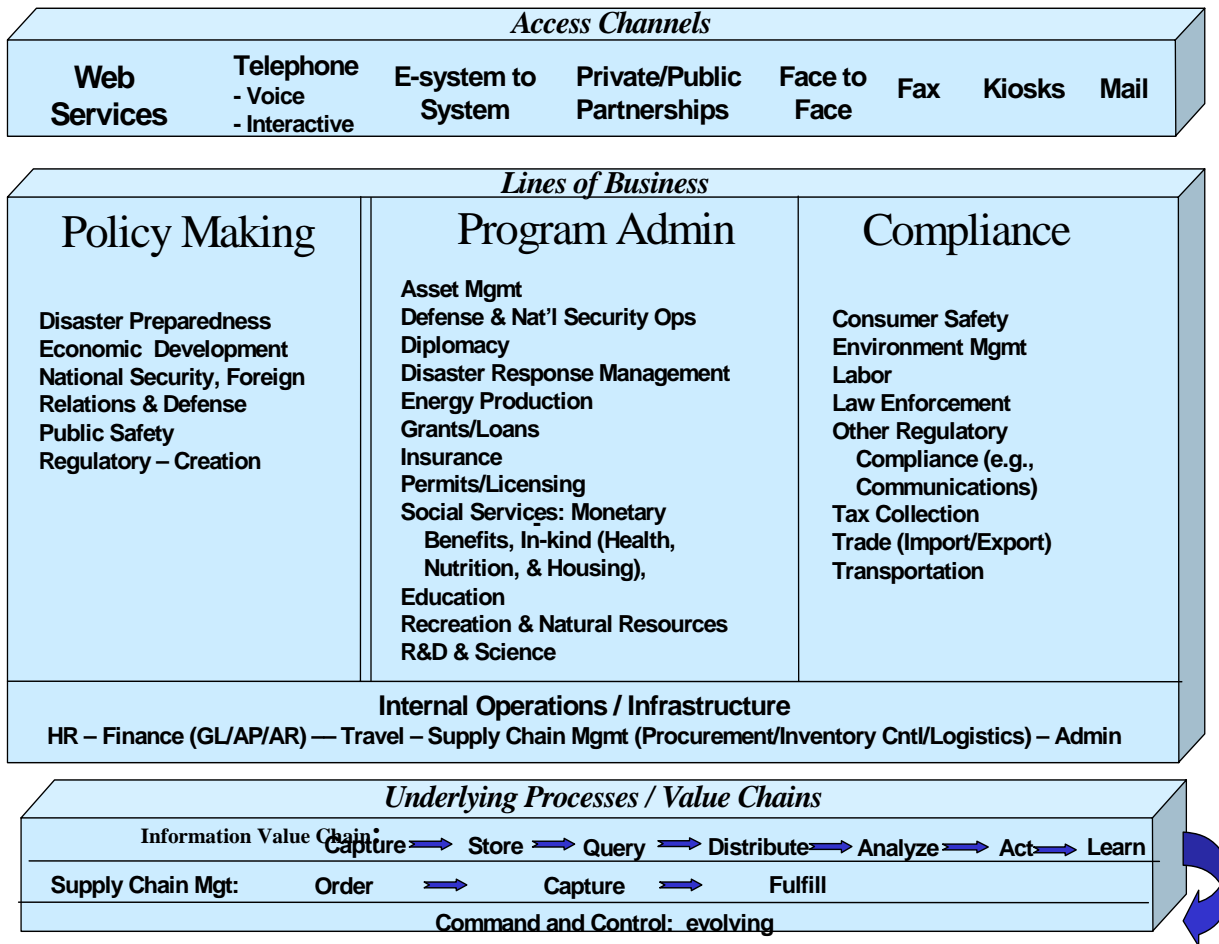 Access Channels
Web Services
Telephone
- Voice
- Interactive
E-system to System
Private/Public Partnerships
Face to Face
Fax
Kiosks
Mail
Lines of Business
Policy Making
Disaster Preparedness
Economic Development
National Security, Foreign
Relations & Defense
Public Safety
Regulatory – Creation
Program Admin
Asset Mgmt
Defense & Nat’l Security Ops
Diplomacy
Disaster Response Management
Energy Production
Grants/Loans
Insurance
Permits/Licensing
Social Services: Monetary
Benefits, In-kind (Health,
Nutrition, & Housing),
Education
Recreation & Natural Resources
R&D & Science
Compliance
Consumer Safety
Environment Mgmt
Labor
Law Enforcement
Other Regulatory
Compliance (e.g.,
Communications)
Tax Collection
Trade (Import/Export)
Transportation
Internal Operations / Infrastructure
HR – Finance (GL/AP/AR) –– Travel – Supply Chain Mgmt (Procurement/Inventory Cntl/Logistics) – Admin
Underlying Processes / Value Chains
Information Value Chain: Capture Store Query Distribute Analyze Act Learn
Supply Chain Mgt: Order Capture Fulfill
Command and Control: evolving